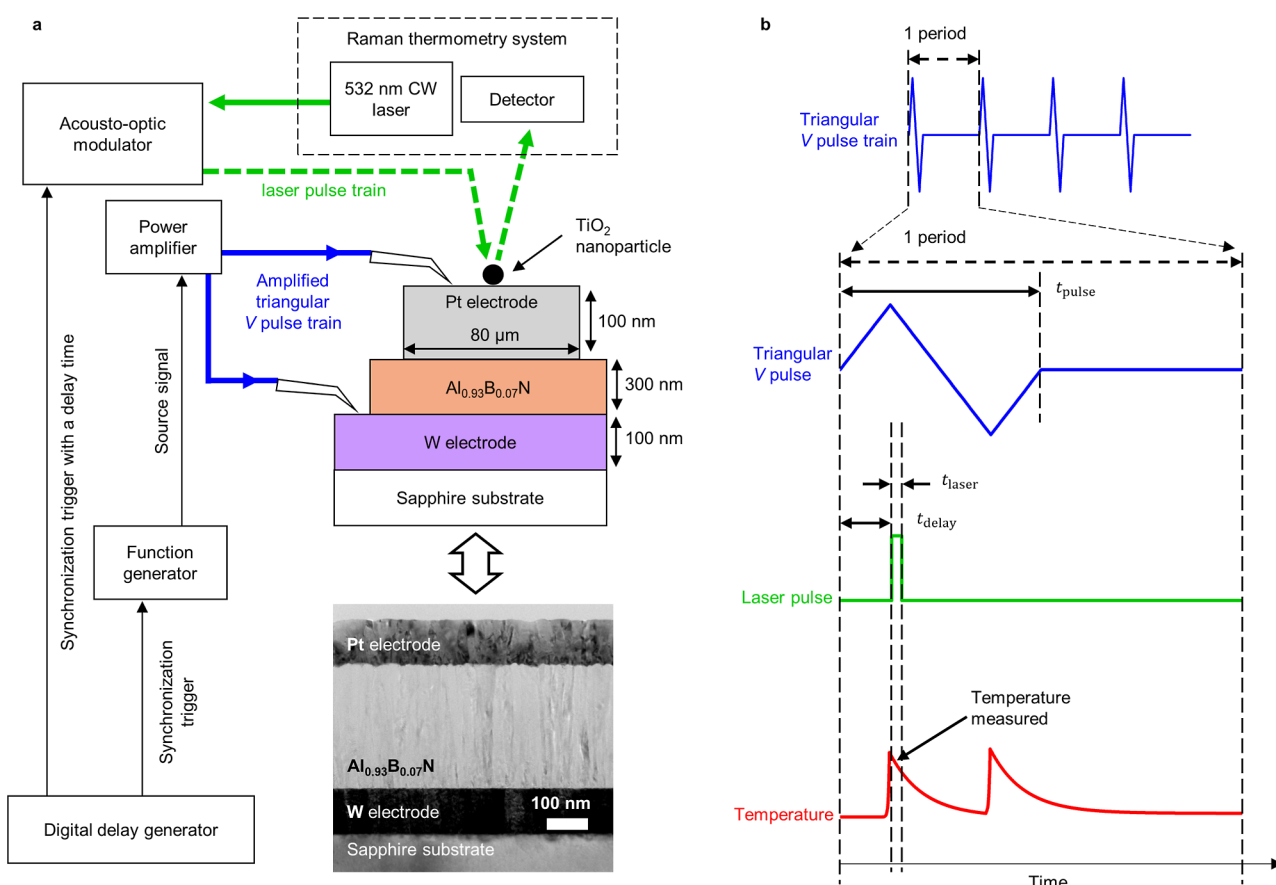 a
Raman thermometry system
532 nm CW
laser
Detector
Acousto-optic
modulator
laser pulse train
Power
amplifier
TiO2
nanoparticle
Amplified
triangular
V pulse train
Pt electrode
80 μm
100 nm
Al0.93B0.07N
300 nm
W electrode
100 nm
Sapphire substrate
Synchronization trigger with a delay time
Source signal
Function
generator
Synchronization
trigger
Digital delay generator
Pt electrode
Al0.93B0.07N
W electrode
100 nm
Sapphire substrate
b
1 period
Triangular
V pulse train
1 period
tpulse
Triangular
V pulse
tlaser
tdelay
Laser pulse
Temperature
measured
Temperature
Time